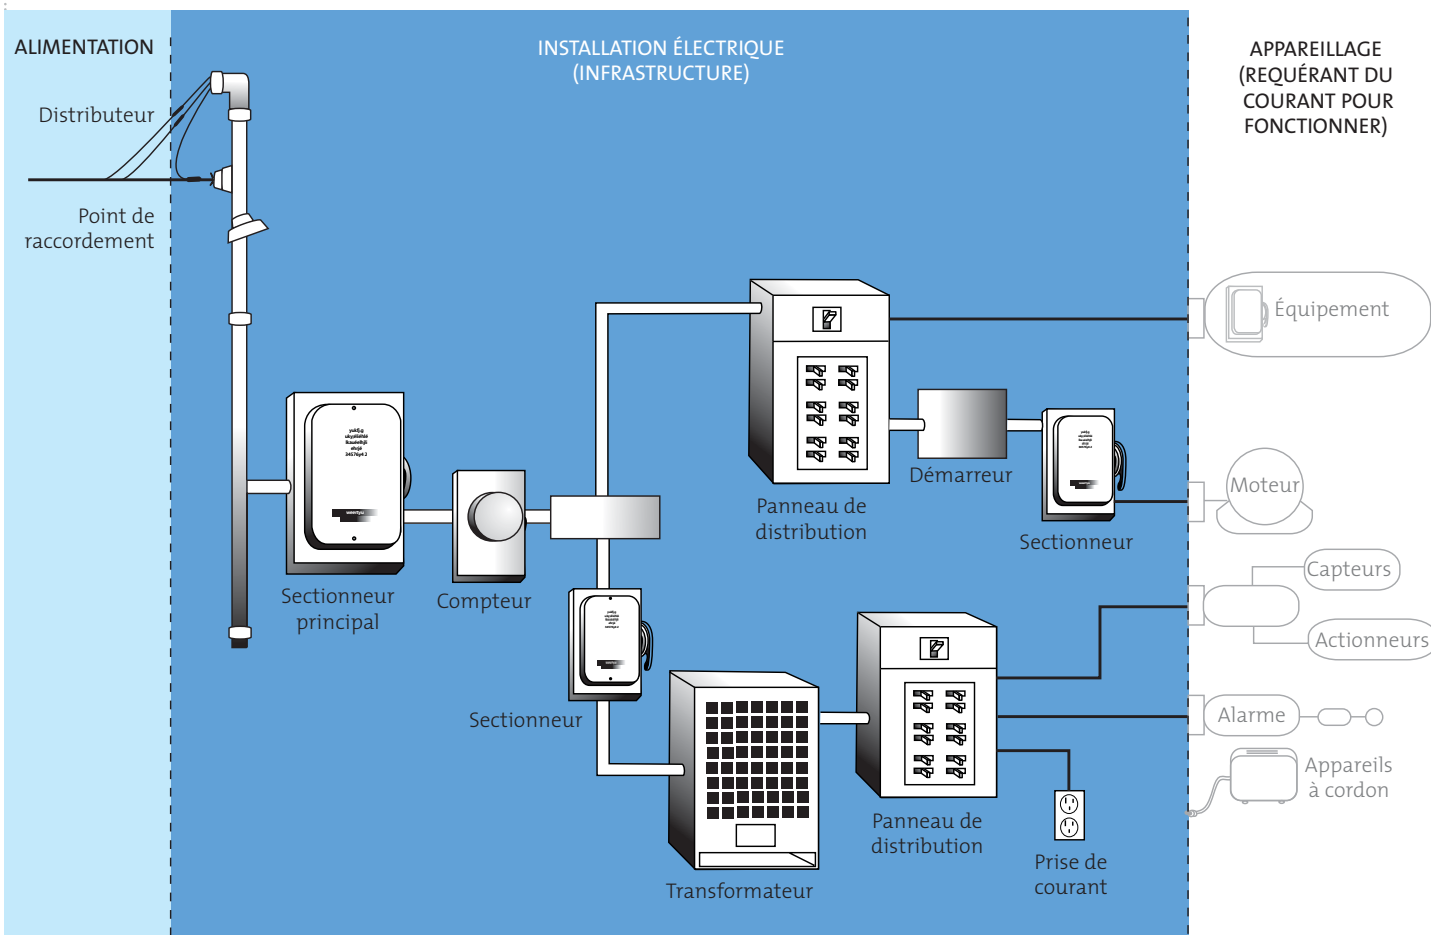 ALIMENTATION
Distributeur
Point de
raccordement
INSTALLATION ÉLECTRIQUE
(INFRASTRUCTURE)
APPAREILLAGE
(REQUÉRANT DU
COURANT POUR
FONCTIONNER)
Sectionneur
principal
Compteur
Sectionneur
Transformateur
Panneau de
distribution
Démarreur
Sectionneur
Panneau de
distribution
Prise de
courant
Équipement
Moteur
Capteurs
Actionneurs
Alarme
Appareils
à cordon